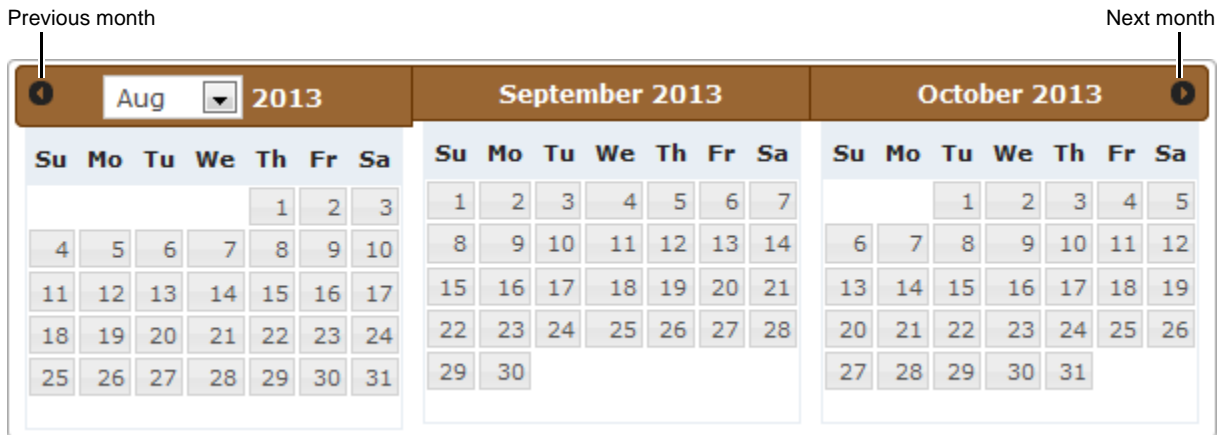 Previous month Next month
Aug 2013 September 2013 October 2013
Su Mo Tu We Th Fr Sa Su Mo Tu We Th Fr Sa Su Mo Tu We Th Fr Sa
1 2 3 1 2 3 4 5 6 7 1 2 3 4 5
4 5 6 7 8 9 10 8 9 10 11 12 13 14 6 7 8 9 10 11 12
11 12 13 14 15 16 17 15 16 17 18 19 20 21 13 14 15 16 17 18 19
18 19 20 21 22 23 24 22 23 24 25 26 27 28 20 21 22 23 24 25 26
25 26 27 28 29 30 31 29 30 27 28 29 30 31